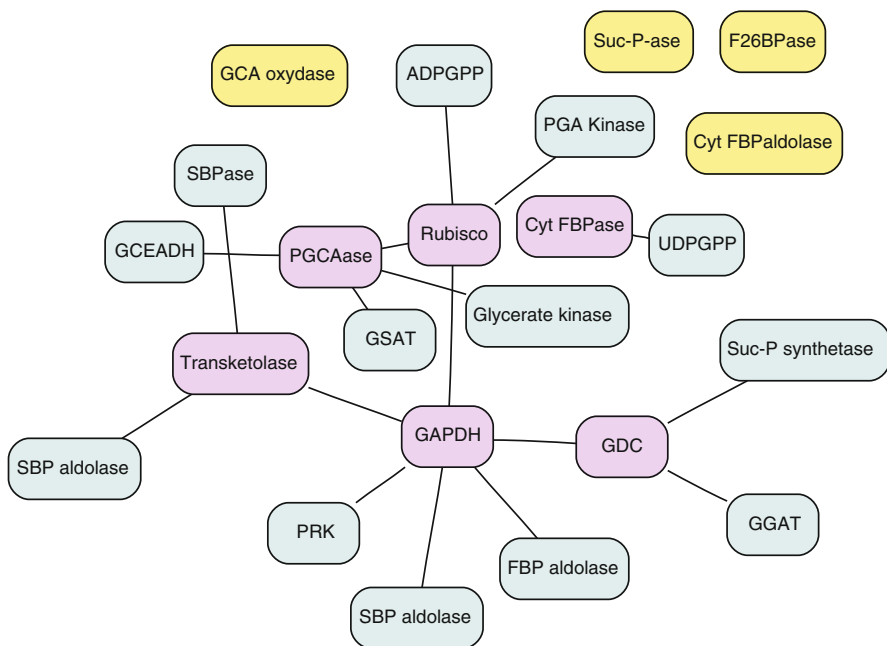 Suc-P-ase
F26BPase
GCA oxydase
ADPGPP
PGA Kinase
Cyt FBPaldolase
SBPase
Rubisco
Cyt FBPase
GCEADH
PGCAase
UDPGPP
Glycerate kinase
GSAT
Suc-P synthetase
Transketolase
GAPDH
GDC
SBP aldolase
GGAT
PRK
FBP aldolase
SBP aldolase